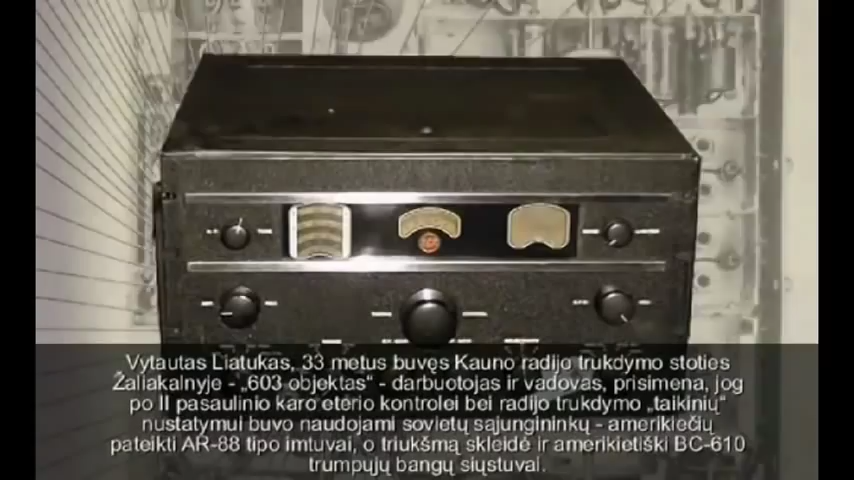 Vytautas Liatukas, 33 metus buvęs Kauno radijo trukdymo stoties
Žaliakalnyje - „603 objektas“ - darbuotojas ir vadovas, prisimena, jog
po II pasaulinio karo eterio kontrolei bei radijo trukdymo „taikinių“
nustatymui buvo naudojami sovietų sąjungininkų - amerikiečių
pateikti AR-88 tipo imtuvai, o triukšmą skleidė ir amerikietiški BC-610
trumpųjų bangų siųstuvai.